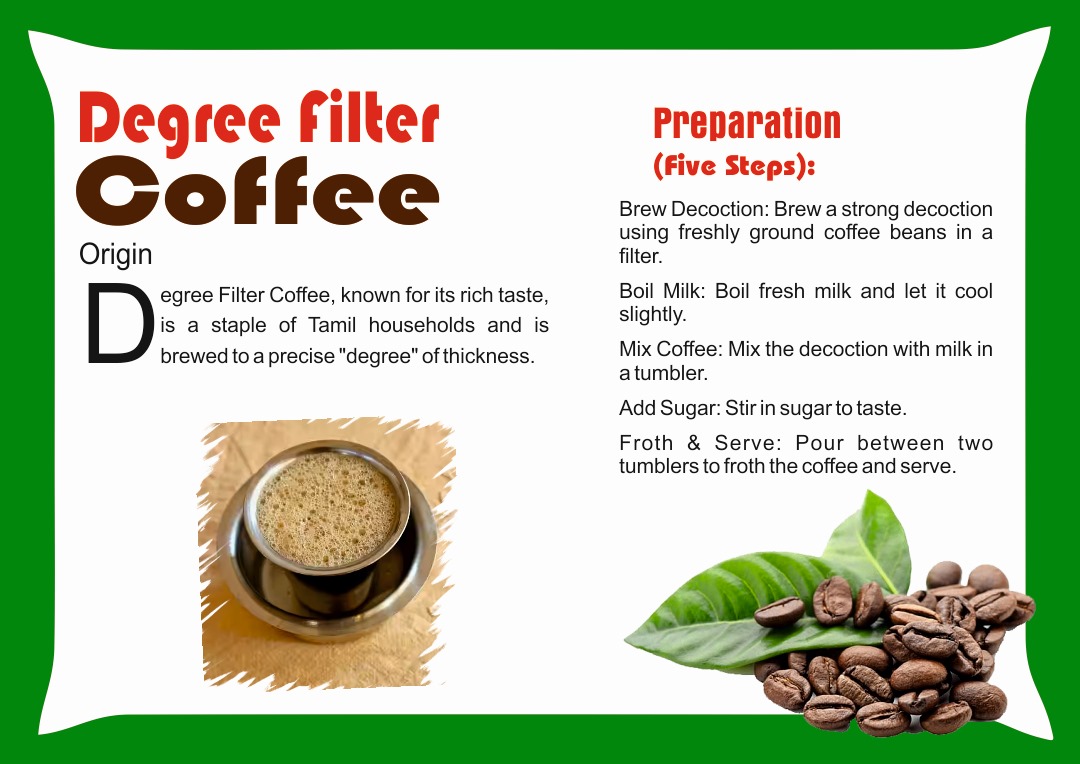 Degree Filter
Coffee
Origin
Degree Filter Coffee, known for its rich taste,
is a staple of Tamil households and is
brewed to a precise "degree" of thickness.
Preparation
(Five Steps):
Brew Decoction: Brew a strong decoction
using freshly ground coffee beans in a
filter.
Boil Milk: Boil fresh milk and let it cool
slightly.
Mix Coffee: Mix the decoction with milk in
a tumbler.
Add Sugar: Stir in sugar to taste.
Froth & Serve: Pour between two
tumblers to froth the coffee and serve.